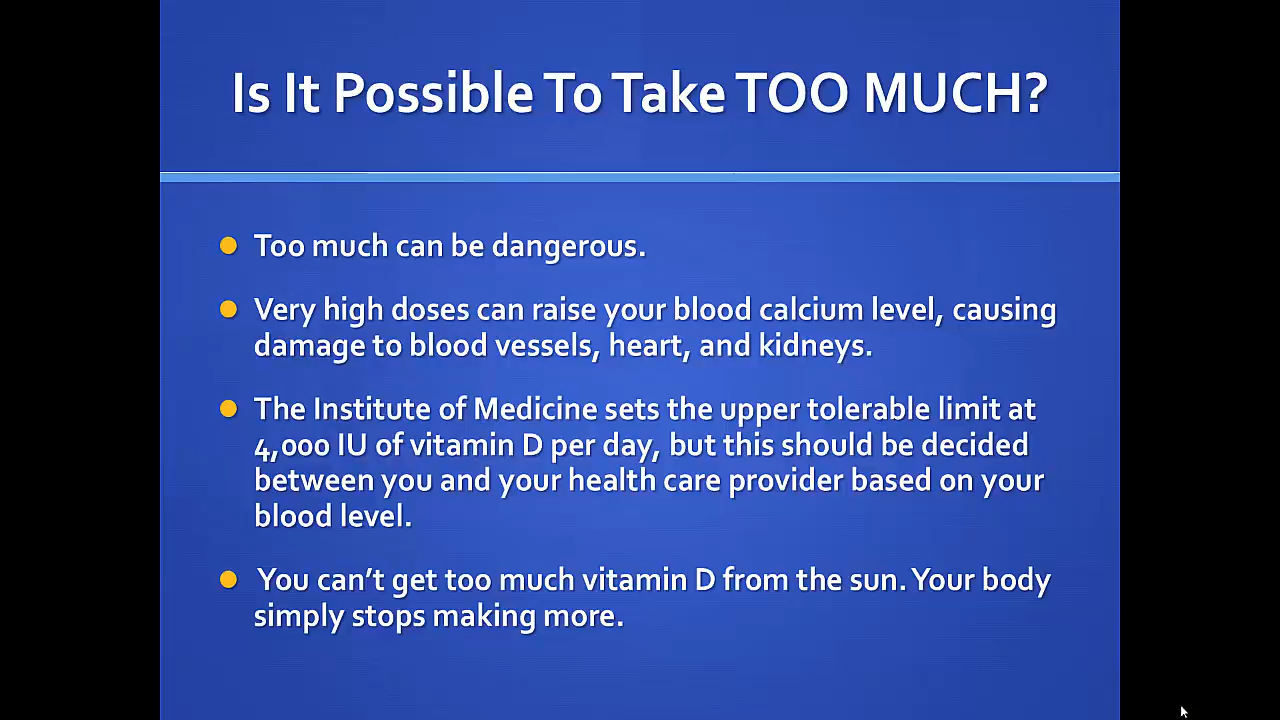 Is It Possible To Take TOO MUCH?
Too much can be dangerous.
Very high doses can raise your blood calcium level, causing
damage to blood vessels, heart, and kidneys.
The Institute of Medicine sets the upper tolerable limit at
4,000 IU of vitamin D per day, but this should be decided
between you and your health care provider based on your
blood level.
You can’t get too much vitamin D from the sun. Your body
simply stops making more.